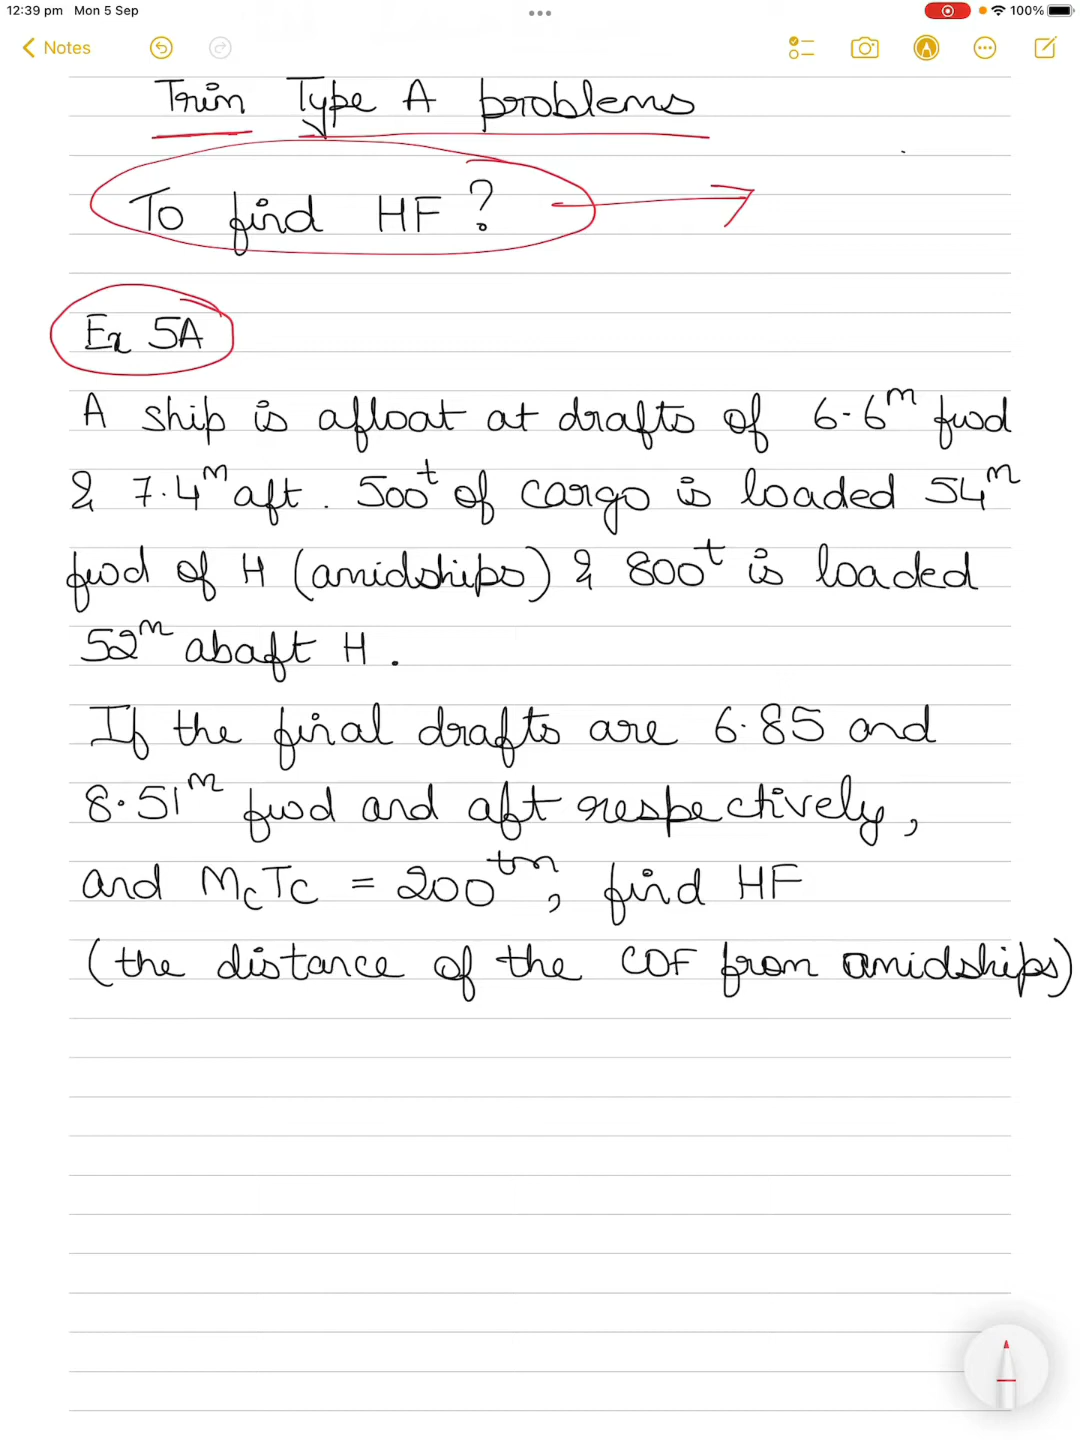 12:39 pm Mon 5 Sep
100%
Notes
Trim Type A problems
To find HF?
Ex 5A
A ship is afloat at drafts of 6.6m fwd
& 7.4m aft. 500t of cargo is loaded 54m
fwd of H (amidships) & 800t is loaded
52m abaft H.
If the final drafts are 6.85 and
8.51m fwd and aft respectively,
and MCTC = 200tm, find HF
(the distance of the COF from amidships)